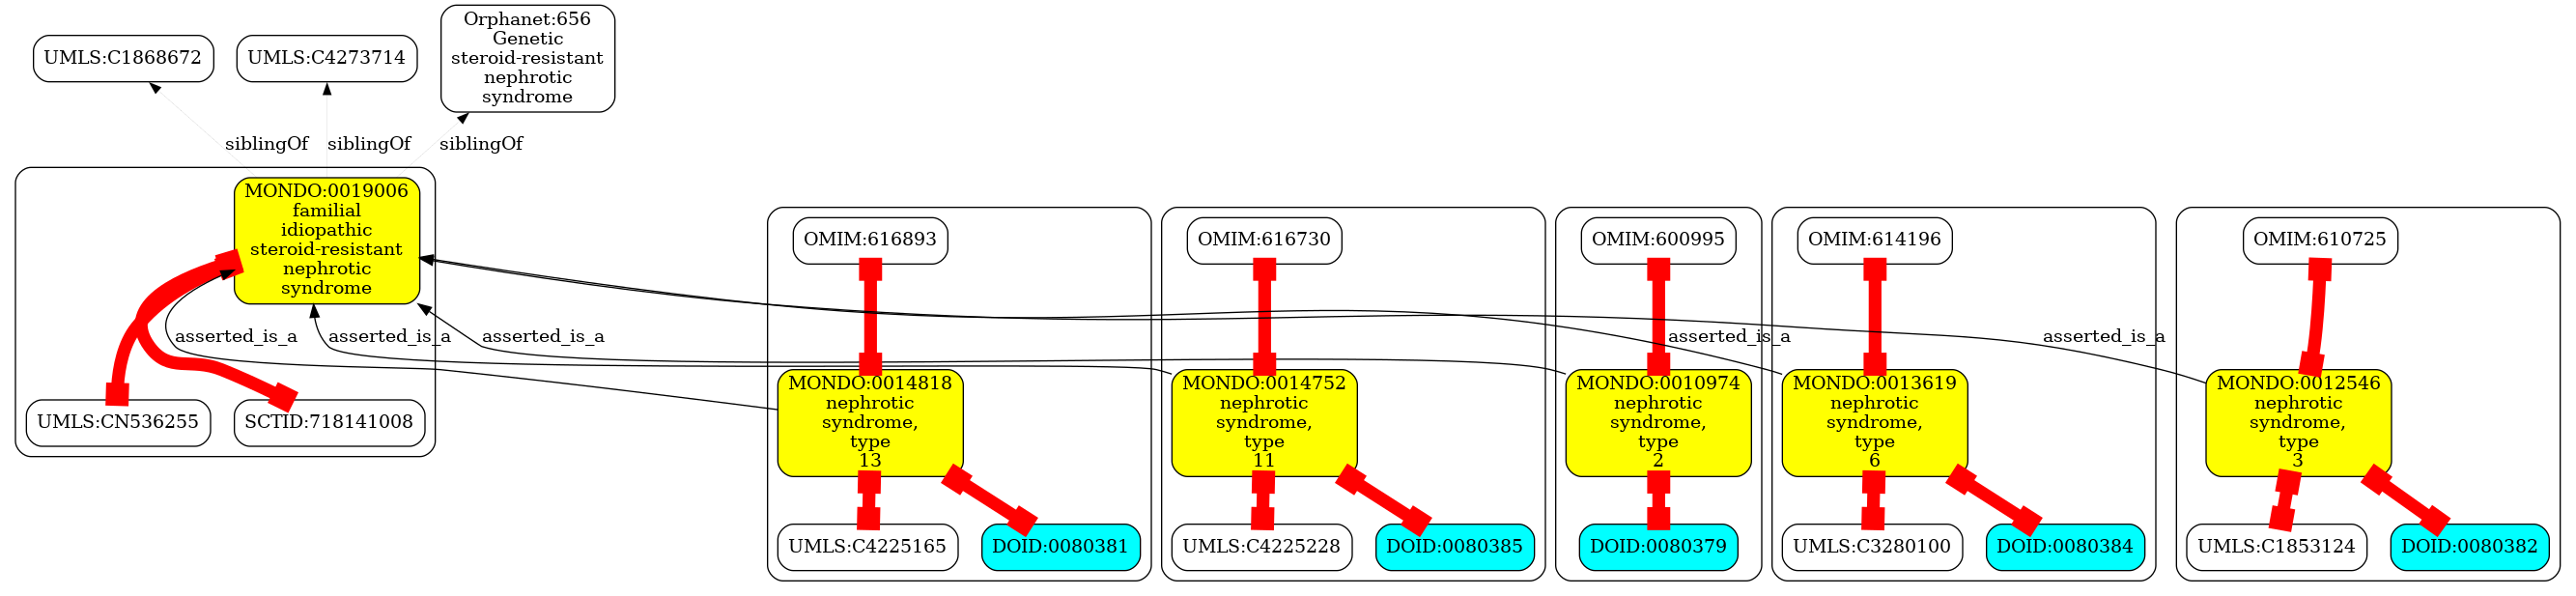 UMLS:C1868672
UMLS:C4273714
Orphanet:656
Genetic
steroid-resistant
nephrotic
syndrome
siblingOf
siblingOf
siblingOf
MONDO:0019006
familial
idiopathic
steroid-resistant
nephrotic
syndrome
OMIM:616893
OMIM:616730
OMIM:600995
OMIM:614196
OMIM:610725
asserted_is_a
asserted_is_a
asserted_is_a
asserted_is_a
asserted_is_a
UMLS:CN536255
SCTID:718141008
MONDO:0014818
nephrotic
syndrome,
type
13
MONDO:0014752
nephrotic
syndrome,
type
11
MONDO:0010974
nephrotic
syndrome,
type
2
MONDO:0013619
nephrotic
syndrome,
type
6
MONDO:0012546
nephrotic
syndrome,
type
3
UMLS:C4225165
DOID:0080381
UMLS:C4225228
DOID:0080385
DOID:0080379
UMLS:C3280100
DOID:0080384
UMLS:C1853124
DOID:0080382